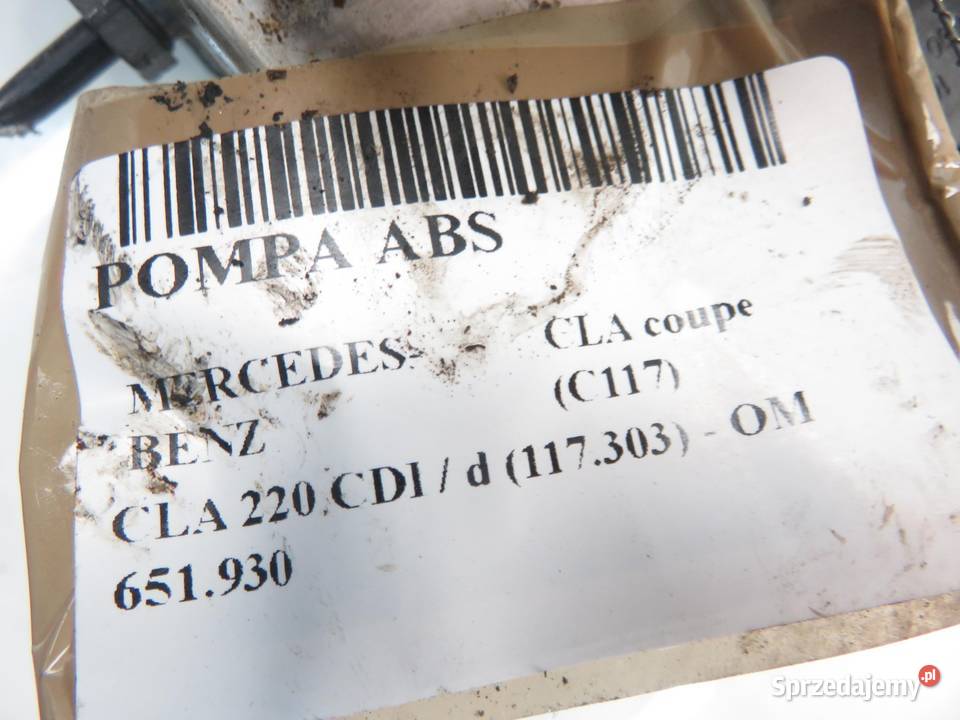 POMPA ABS
MERCEDES-
BENZ
CLA coupe
(C117)
CLA 220 CDI / d (117.303) - OM
651.930
Sprzedajemy.pl